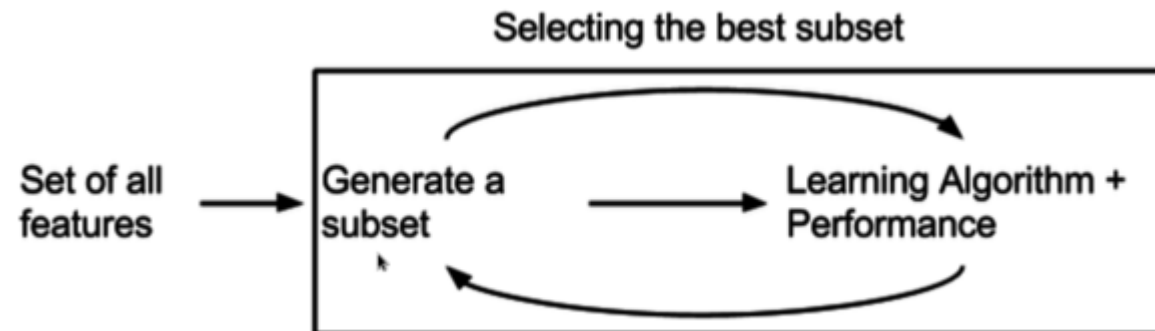 Selecting the best subset
Set of all
features
Generate a
subset
Learning Algorithm +
Performance